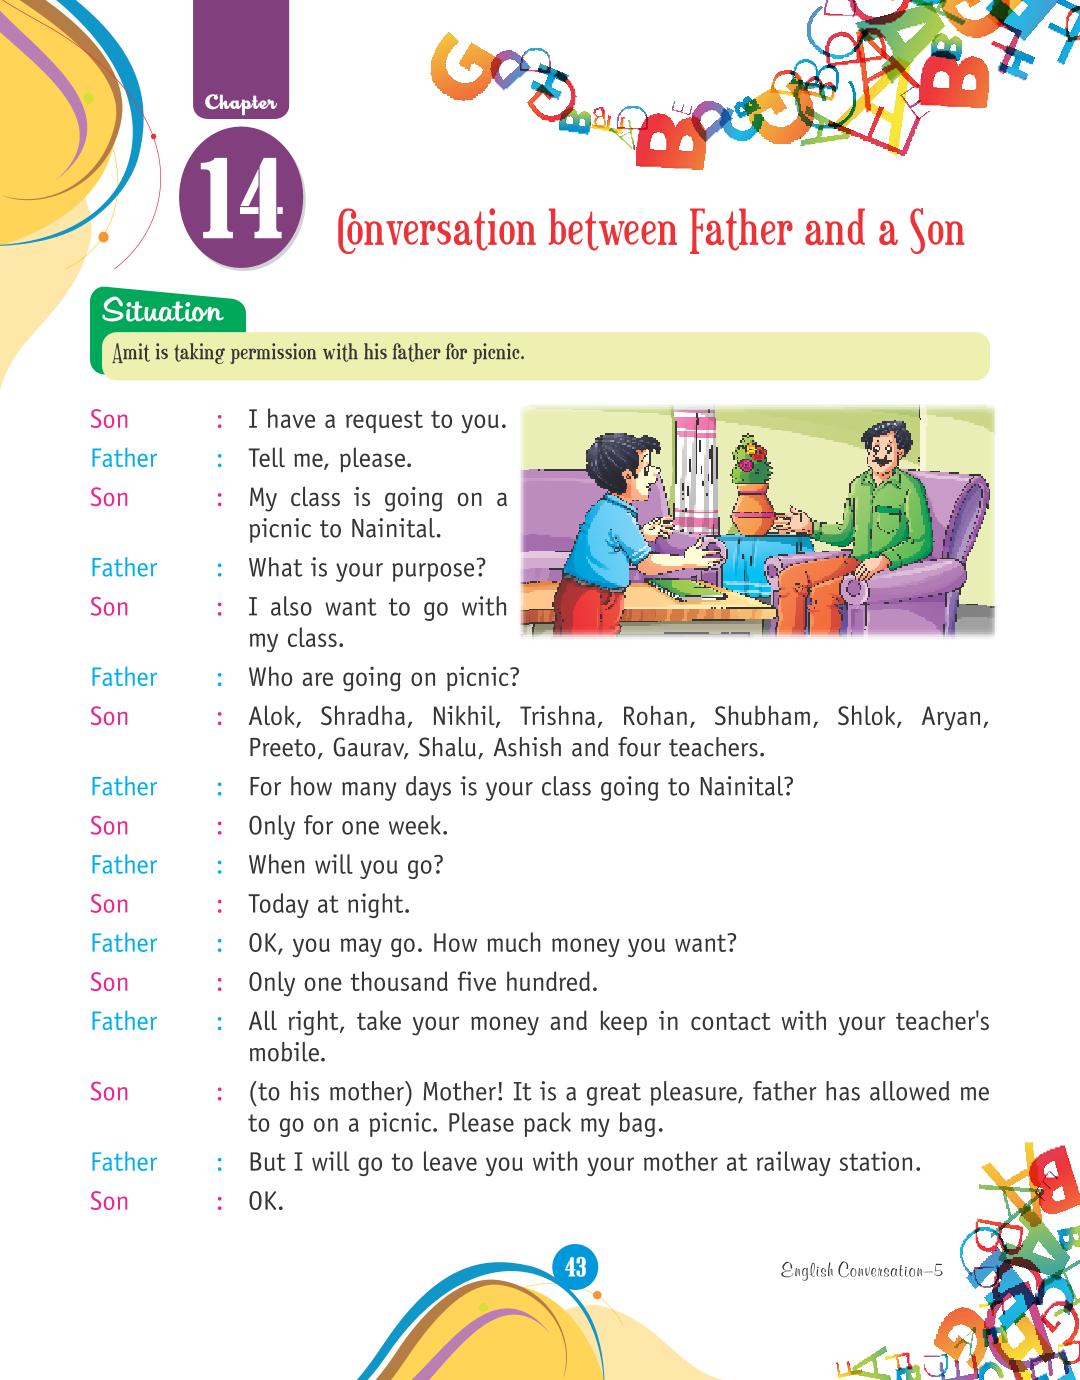 Chapter
14
Conversation between Father and a Son
Situation
Amit is taking permission with his father for picnic.
Son : I have a request to you.
Father : Tell me, please.
Son : My class is going on a
picnic to Nainital.
Father : What is your purpose?
Son : I also want to go with
my class.
Father : Who are going on picnic?
Son : Alok, Shradha, Nikhil, Trishna, Rohan, Shubham, Shlok, Aryan,
Preeto, Gaurav, Shalu, Ashish and four teachers.
Father : For how many days is your class going to Nainital?
Son : Only for one week.
Father : When will you go?
Son : Today at night.
Father : OK, you may go. How much money you want?
Son : Only one thousand five hundred.
Father : All right, take your money and keep in contact with your teacher's
mobile.
Son : (to his mother) Mother! It is a great pleasure, father has allowed me
to go on a picnic. Please pack my bag.
Father : But I will go to leave you with your mother at railway station.
Son : OK.
43
English Conversation–5